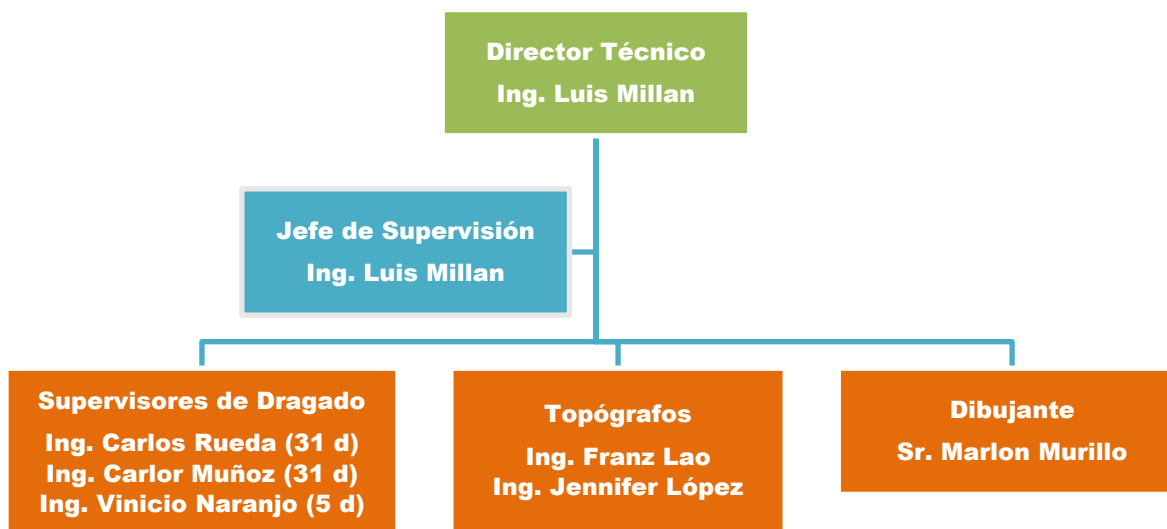 Director Técnico
Ing. Luis Millan
Jefe de Supervisión
Ing. Luis Millan
Supervisores de Dragado
Ing. Carlos Rueda (31 d)
Ing. Carlor Muñoz (31 d)
Ing. Vinicio Naranjo (5 d)
Topógrafos
Ing. Franz Lao
Ing. Jennifer López
Dibujante
Sr. Marlon Murillo